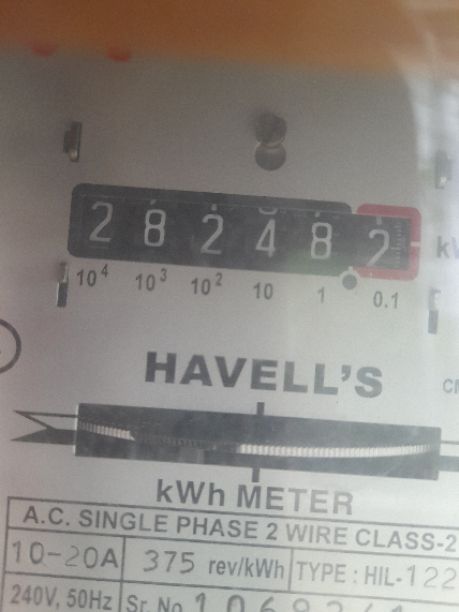 282482
kW
10⁴ 10³ 10² 10 1 0.1
HAVELL'S
kWh METER
A.C. SINGLE PHASE 2 WIRE CLASS-2
10-20A 375 rev/kWh TYPE: HIL-122
240V, 50Hz Sr. No